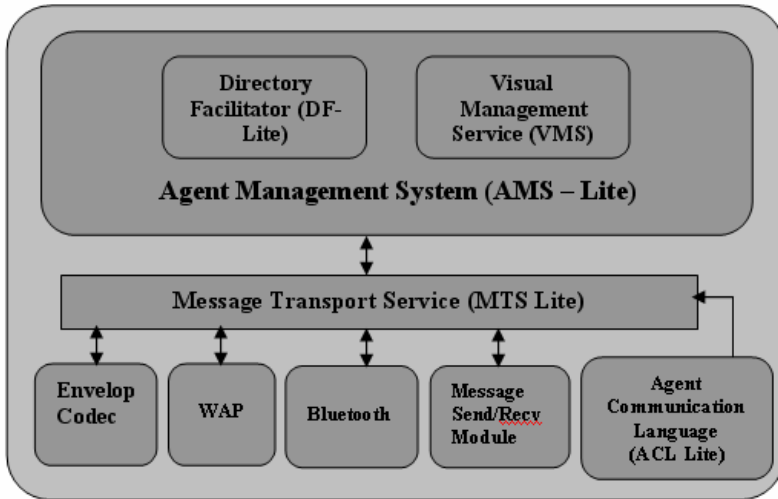 Directory
Facilitator (DF-
Lite)
Visual
Management
Service (VMS)
Agent Management System (AMS – Lite)
Message Transport Service (MTS Lite)
Envelop
Codec
WAP
Bluetooth
Message
Send/Recv
Module
Agent
Communication
Language
(ACL Lite)